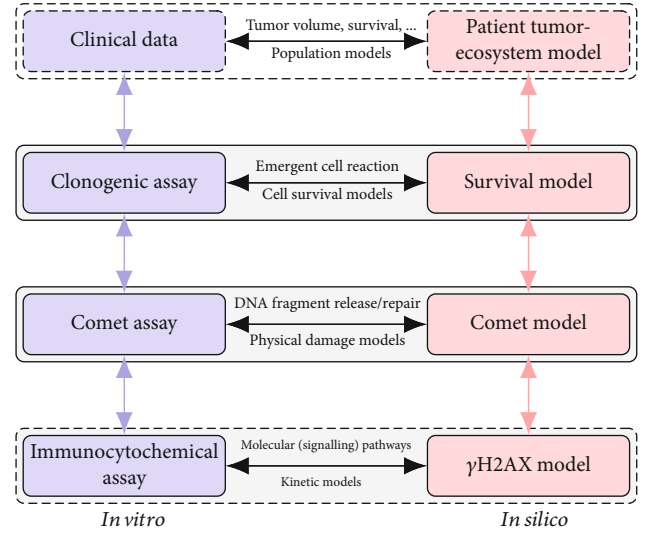 Clinical data
Tumor volume, survival, ...
Population models
Patient tumor-
ecosystem model
Clonogenic assay
Emergent cell reaction
Cell survival models
Survival model
Comet assay
DNA fragment release/repair
Physical damage models
Comet model
Immunocytochemical
assay
Molecular (signalling) pathways
Kinetic models
γH2AX model
In vitro
In silico